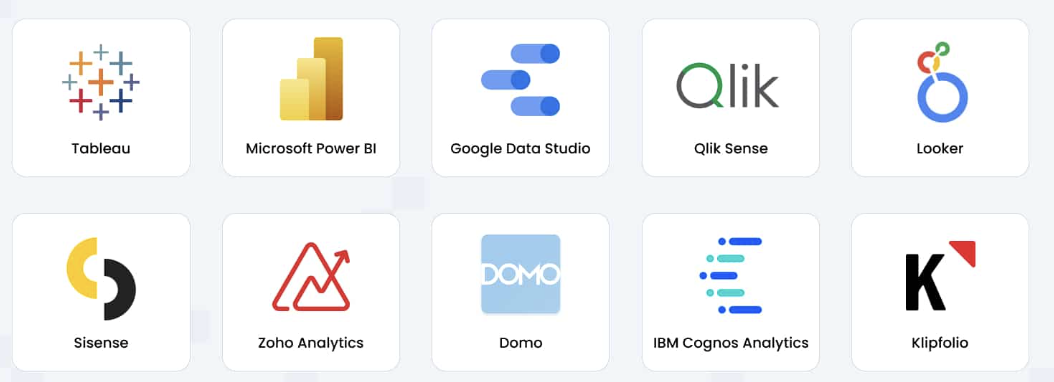 Qlik
Tableau
Microsoft Power BI
Google Data Studio
Qlik Sense
Looker
DOMO
K
Sisense
Zoho Analytics
Domo
IBM Cognos Analytics
Klipfolio